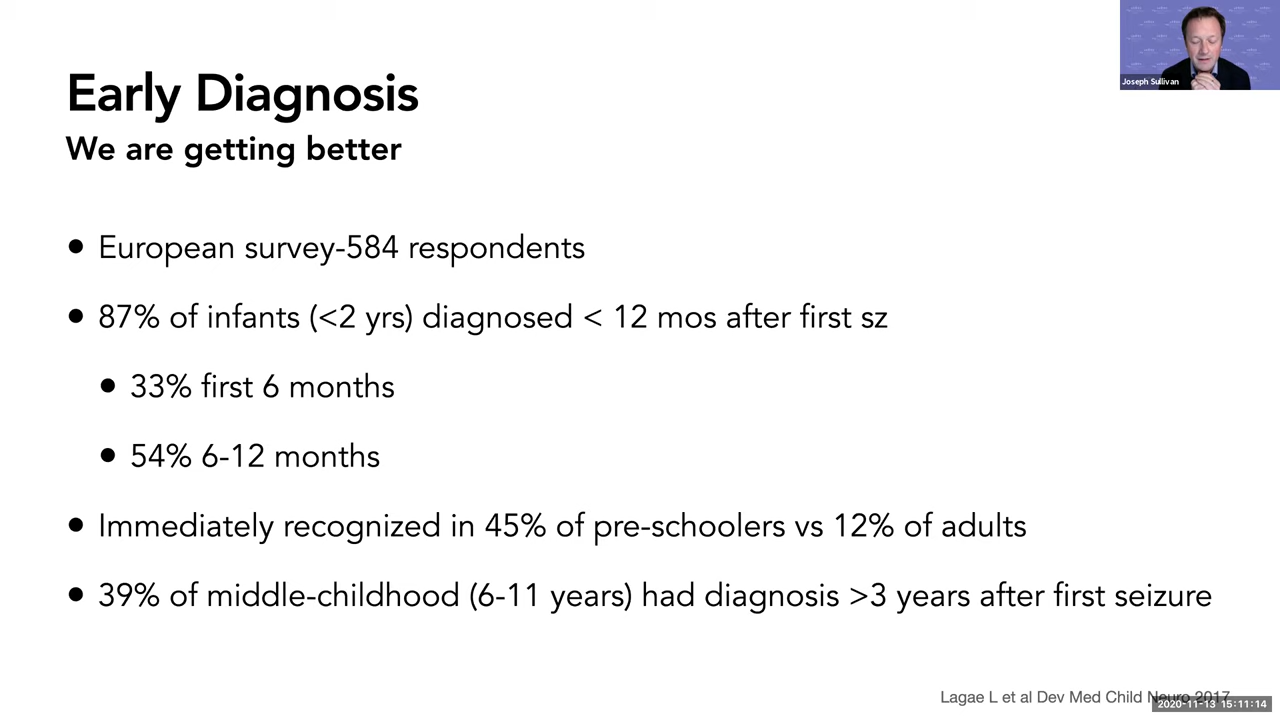 Joseph Sullivan
Early Diagnosis
We are getting better
• European survey-584 respondents
• 87% of infants (<2 yrs) diagnosed < 12 mos after first sz
• 33% first 6 months
• 54% 6-12 months
• Immediately recognized in 45% of pre-schoolers vs 12% of adults
• 39% of middle-childhood (6-11 years) had diagnosis >3 years after first seizure
Lagae L et al Dev Med Child Neuro 2017
2020-11-13 15:11:14